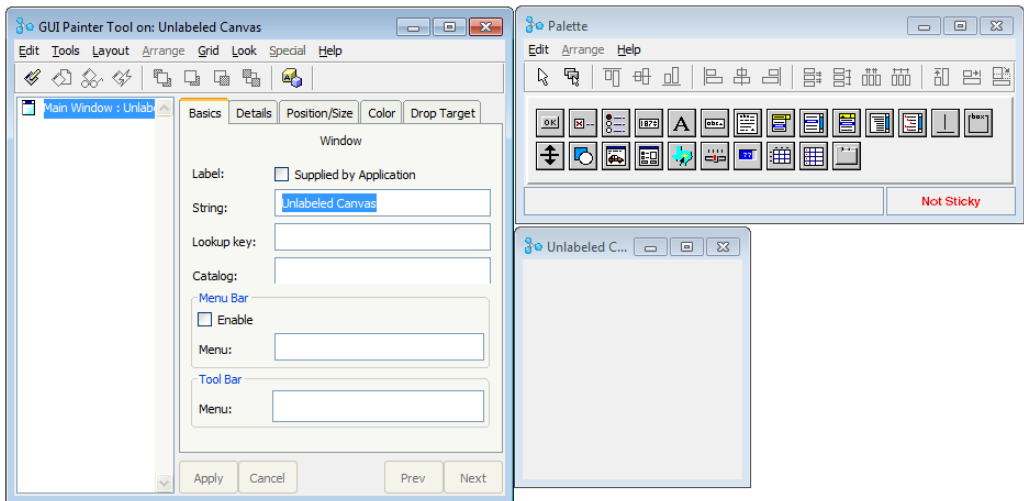 GUI Painter Tool on: Unlabeled Canvas
Edit Tools Layout Arrange Grid Look Special Help
Main Window : Unlab
Basics Details Position/Size Color Drop Target
Window
Label: Supplied by Application
String: Unlabeled Canvas
Lookup key:
Catalog:
Menu Bar
Enable
Menu:
Tool Bar
Menu:
Apply Cancel Prev Next
Palette
Edit Arrange Help
OK
A
Not Sticky
Unlabeled C...